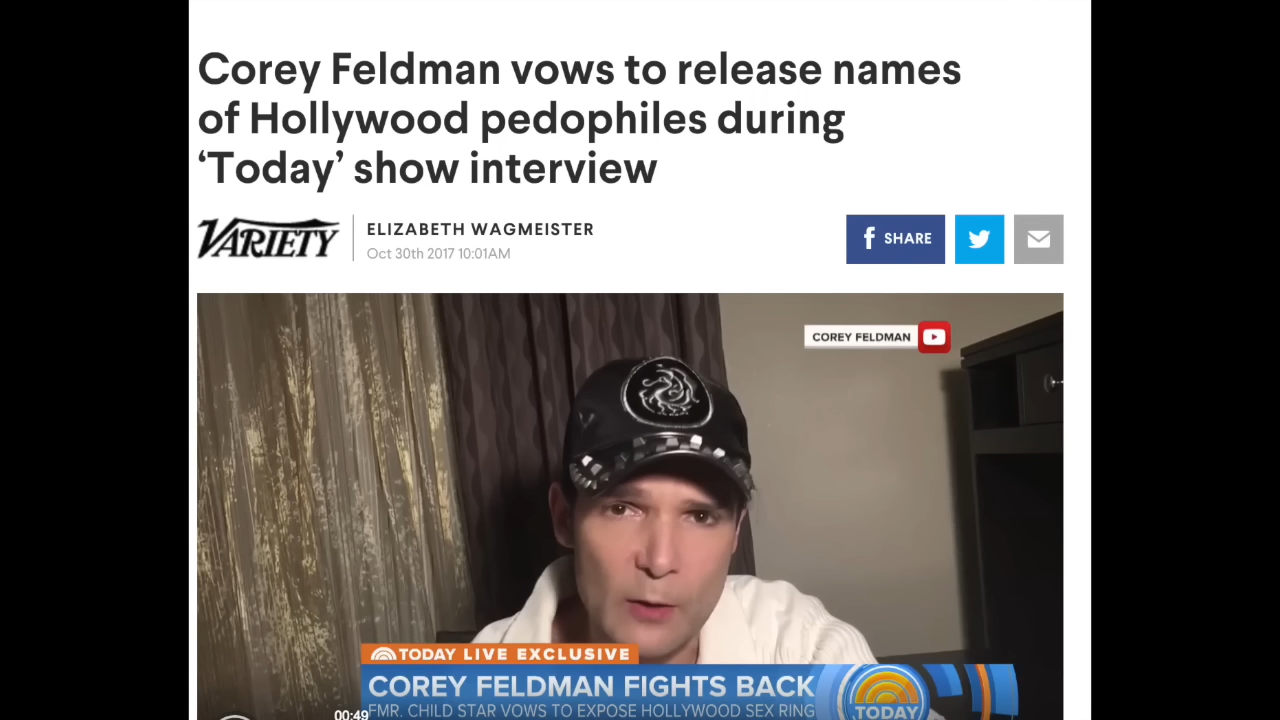 Corey Feldman vows to release names
of Hollywood pedophiles during
‘Today’ show interview
VARIETY
ELIZABETH WAGMEISTER
Oct 30th 2017 10:01AM
f SHARE
COREY FELDMAN
TODAY LIVE EXCLUSIVE
COREY FELDMAN FIGHTS BACK
00:49
FMR. CHILD STAR VOWS TO EXPOSE HOLLYWOOD SEX RING
TODAY